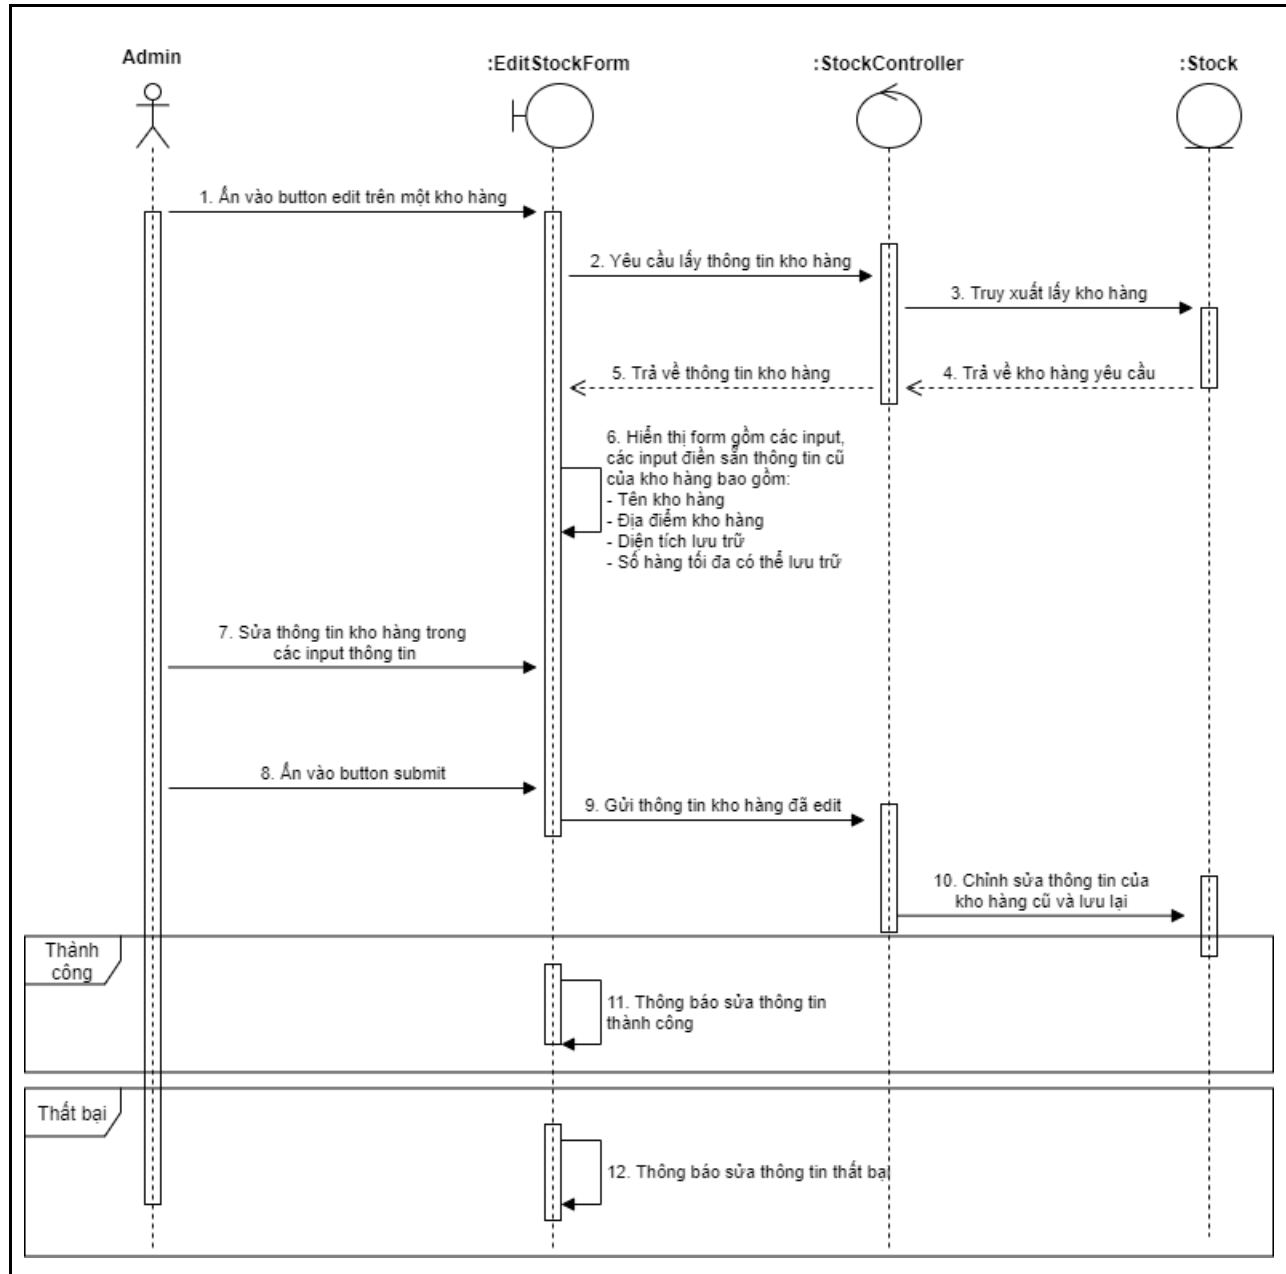 Admin
:EditStockForm
:StockController
:Stock
1. Ấn vào button edit trên một kho hàng
2. Yêu cầu lấy thông tin kho hàng
3. Truy xuất lấy kho hàng
5. Trả về thông tin kho hàng
4. Trả về kho hàng yêu cầu
6. Hiển thị form gồm các input,
các input điền sẵn thông tin cũ
của kho hàng bao gồm:
- Tên kho hàng
- Địa điểm kho hàng
- Diện tích lưu trữ
- Số hàng tối đa có thể lưu trữ
7. Sửa thông tin kho hàng trong
các input thông tin
8. Ấn vào button submit
9. Gửi thông tin kho hàng đã edit
10. Chỉnh sửa thông tin của
kho hàng cũ và lưu lại
Thành
công
11. Thông báo sửa thông tin
thành công
Thất bại
12. Thông báo sửa thông tin thất bại